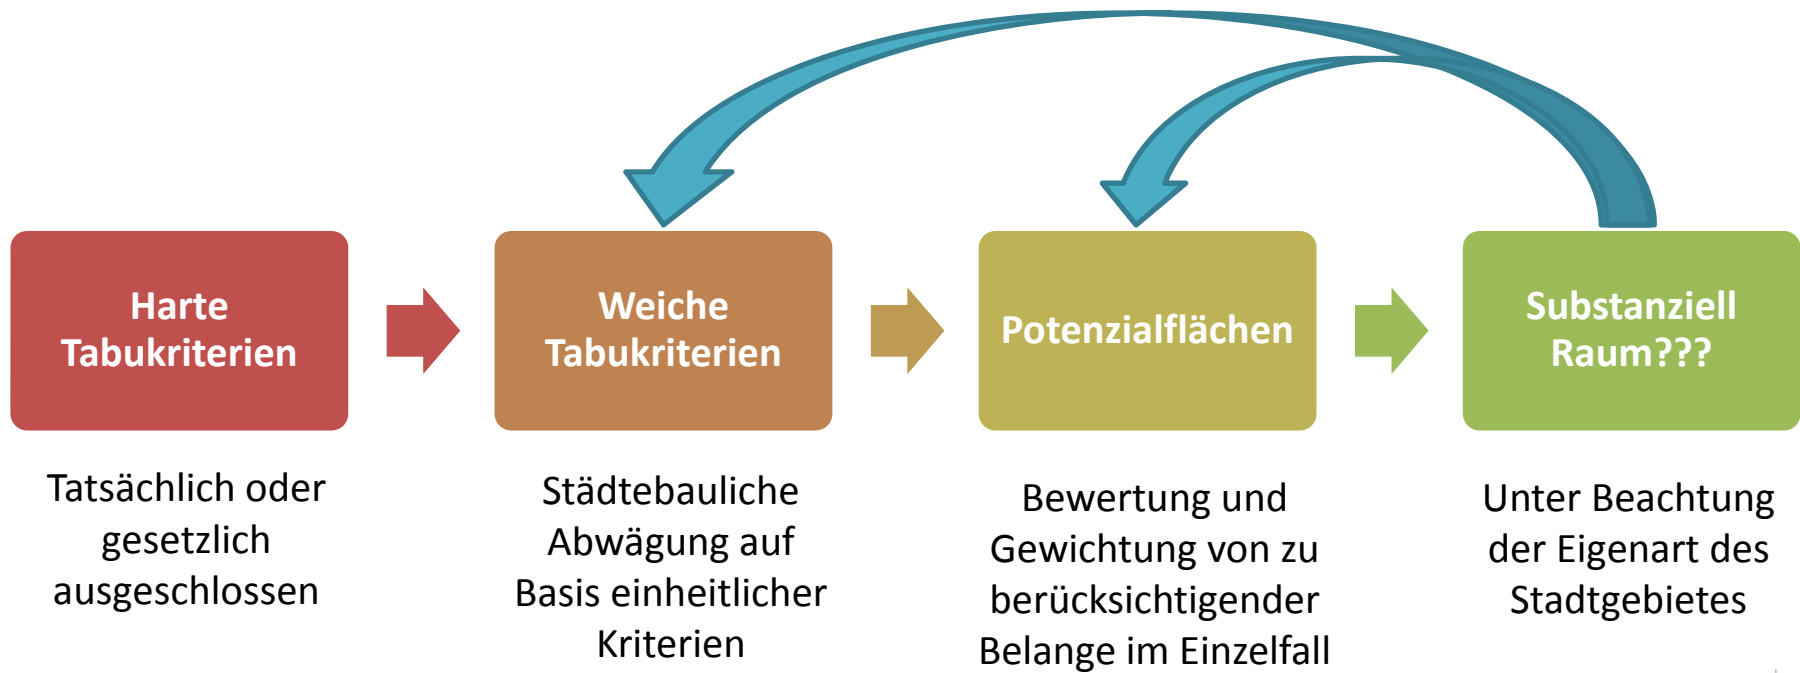 Harte
Tabukriterien
Weiche
Tabukriterien
Potenzialflächen
Substanziell
Raum???
Tatsächlich oder
gesetzlich
ausgeschlossen
Städtebauliche
Abwägung auf
Basis einheitlicher
Kriterien
Bewertung und
Gewichtung von zu
berücksichtigender
Belange im Einzelfall
Unter Beachtung
der Eigenart des
Stadtgebietes